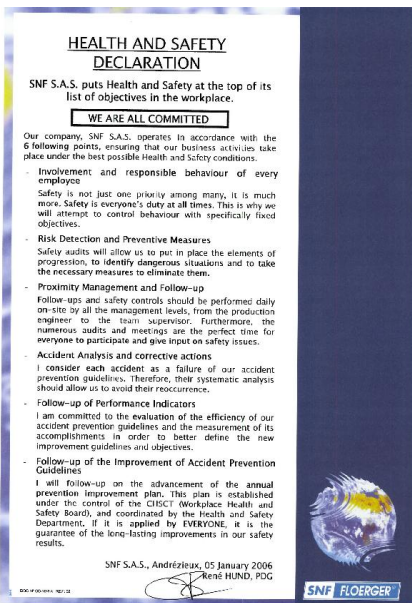 HEALTH AND SAFETY
DECLARATION
SNF S.A.S. puts Health and Safety at the top of its
list of objectives in the workplace.
WE ARE ALL COMMITTED
Our company, SNF S.A.S. operates in accordance with the
6 following points, ensuring that our business activities take
place under the best possible Health and Safety conditions.
- Involvement and responsible behaviour of every
employee
Safety is not just one priority among many, it is much
more. Safety is everyone's duty at all times. This is why we
will attempt to control behaviour with specifically fixed
objectives.
- Risk Detection and Preventive Measures
Safety audits will allow us to put in place the elements of
progression, to identify dangerous situations and to take
the necessary measures to eliminate them.
- Proximity Management and Follow-up
Follow-ups and safety controls should be performed daily
on-site by all the management levels, from the production
engineer to the team supervisor. Furthermore, the
numerous audits and meetings are the perfect time for
everyone to participate and give input on safety issues.
- Accident Analysis and corrective actions
I consider each accident as a failure of our accident
prevention guidelines. Therefore, their systematic analysis
should allow us to avoid their reoccurrence.
- Follow-up of Performance Indicators
I am committed to the evaluation of the efficiency of our
accident prevention guidelines and the measurement of its
accomplishments in order to better define the new
improvement guidelines and objectives.
- Follow-up of the Improvement of Accident Prevention
Guidelines
I will follow-up on the advancement of the annual
prevention improvement plan. This plan is established
under the control of the CHSCT (Workplace Health and
Safety Board), and coordinated by the Health and Safety
Department. If it is applied by EVERYONE, it is the
guarantee of the long-lasting improvements in our safety
results.
SNF S.A.S., Andrézieux, 05 January 2006
René HUND, PDG
SNF FLOERGER